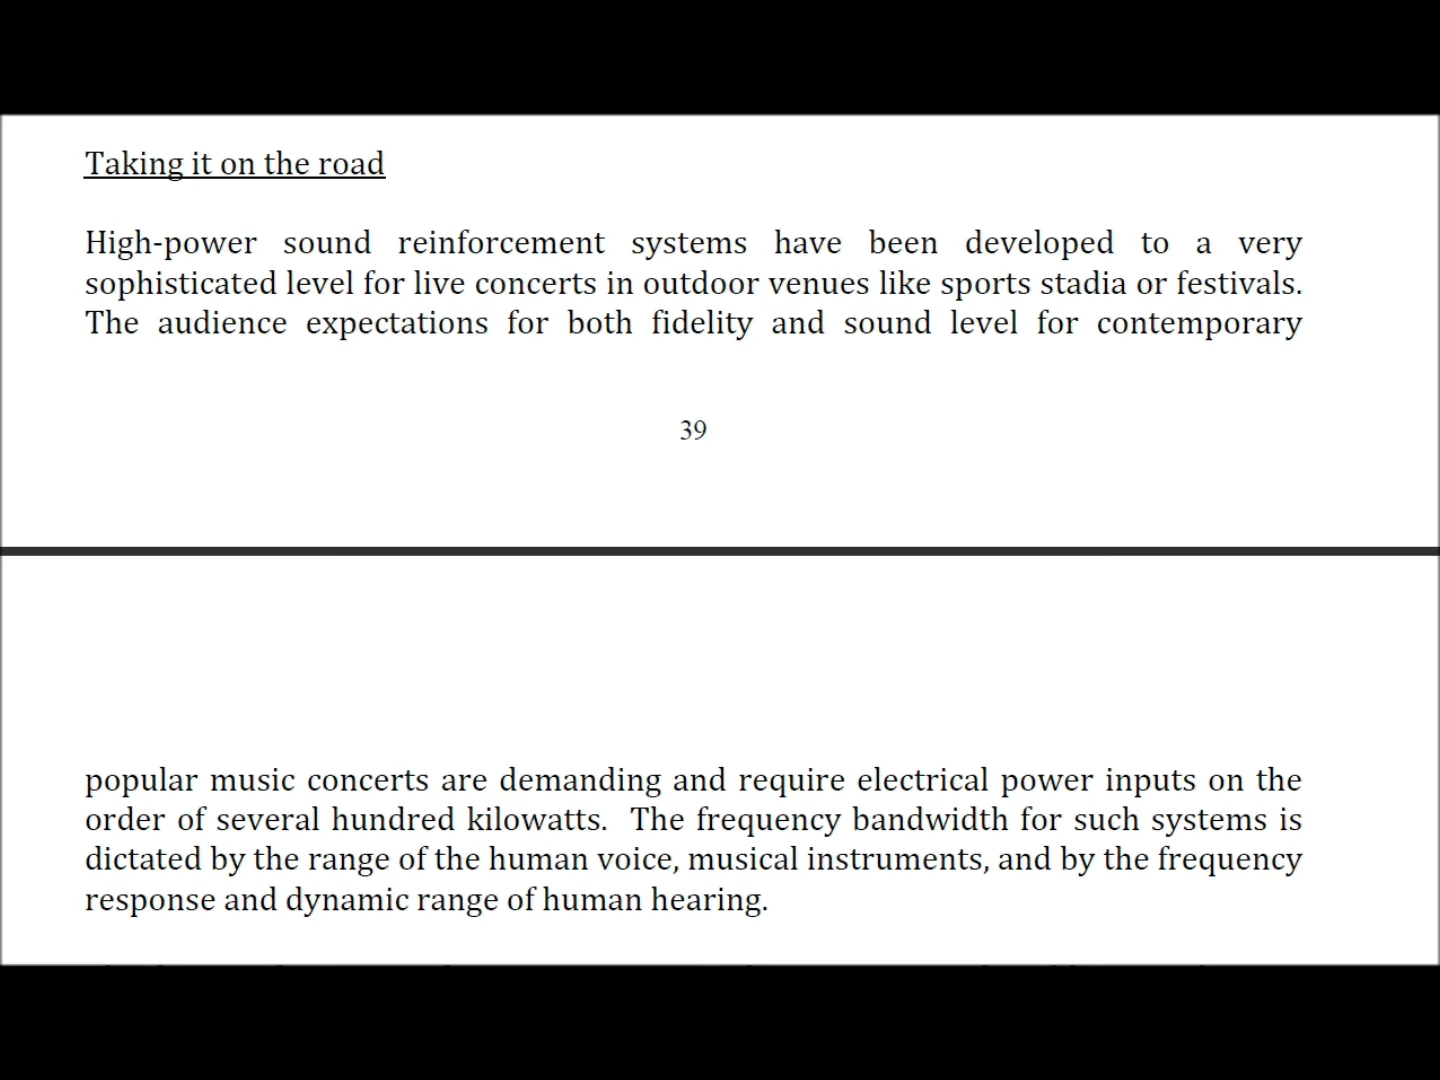 Taking it on the road
High-power sound reinforcement systems have been developed to a very
sophisticated level for live concerts in outdoor venues like sports stadia or festivals.
The audience expectations for both fidelity and sound level for contemporary
39
popular music concerts are demanding and require electrical power inputs on the
order of several hundred kilowatts.  The frequency bandwidth for such systems is
dictated by the range of the human voice, musical instruments, and by the frequency
response and dynamic range of human hearing.